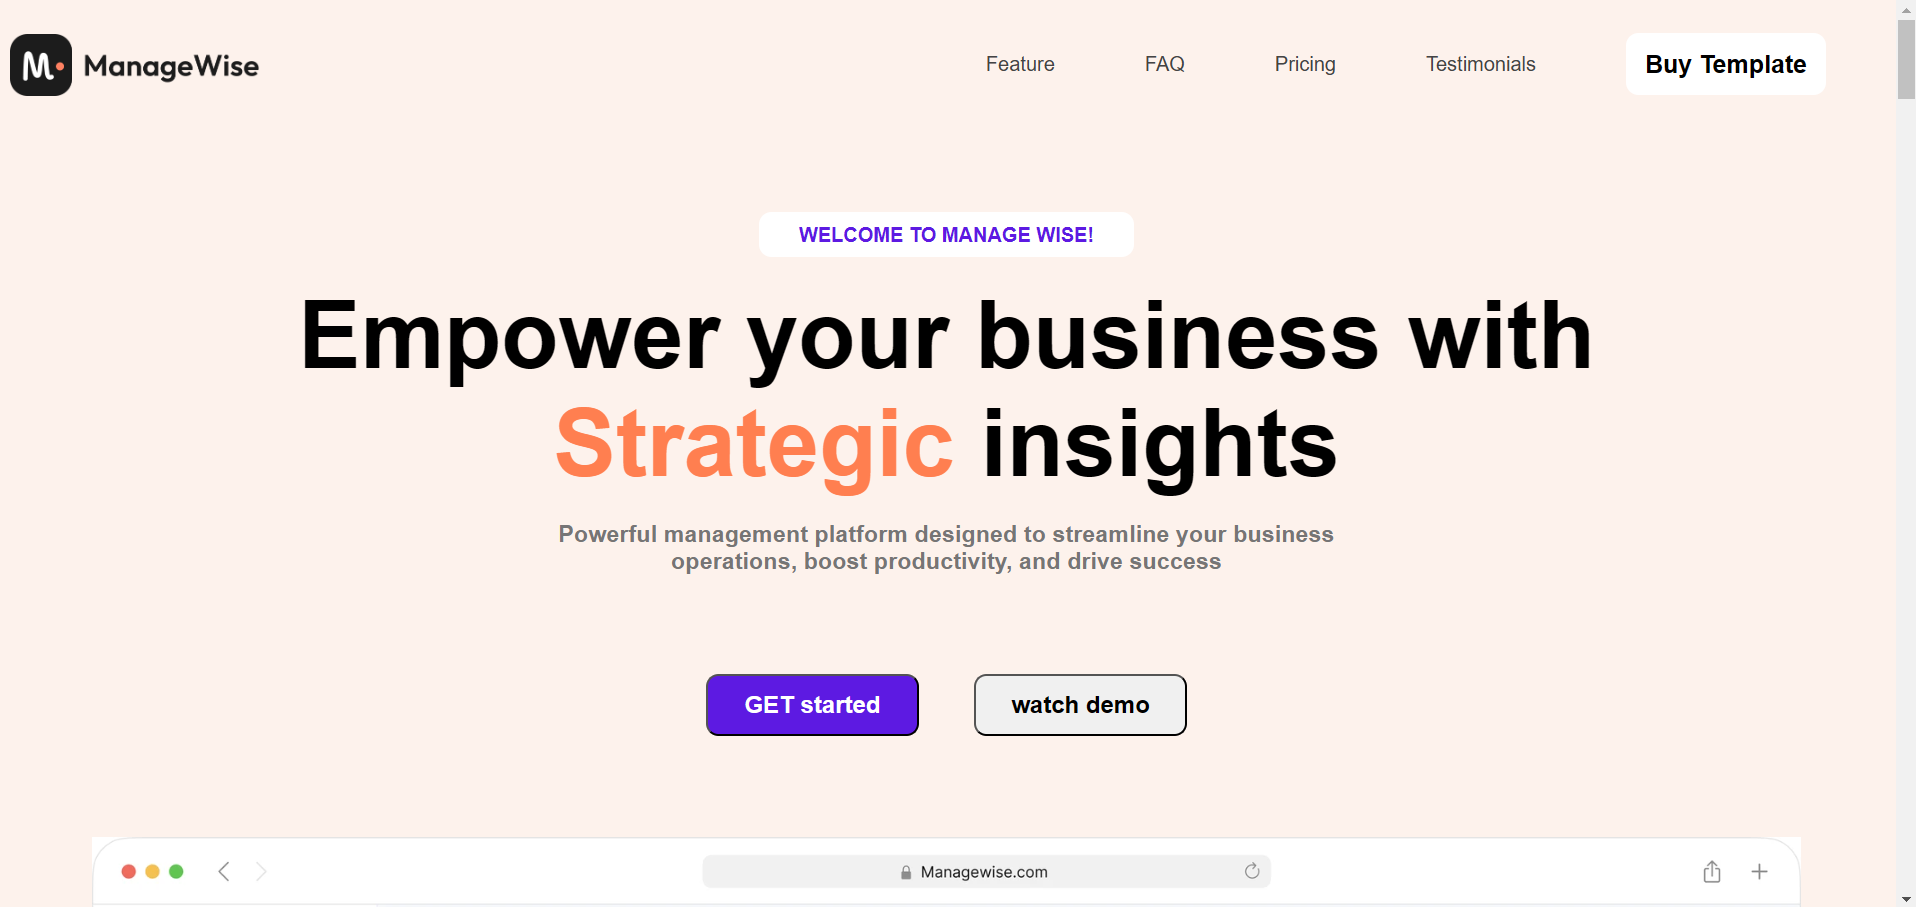 M. ManageWise
Feature FAQ Pricing Testimonials Buy Template
WELCOME TO MANAGE WISE!
Empower your business with
Strategic insights
Powerful management platform designed to streamline your business
operations, boost productivity, and drive success
GET started watch demo
Managewise.com